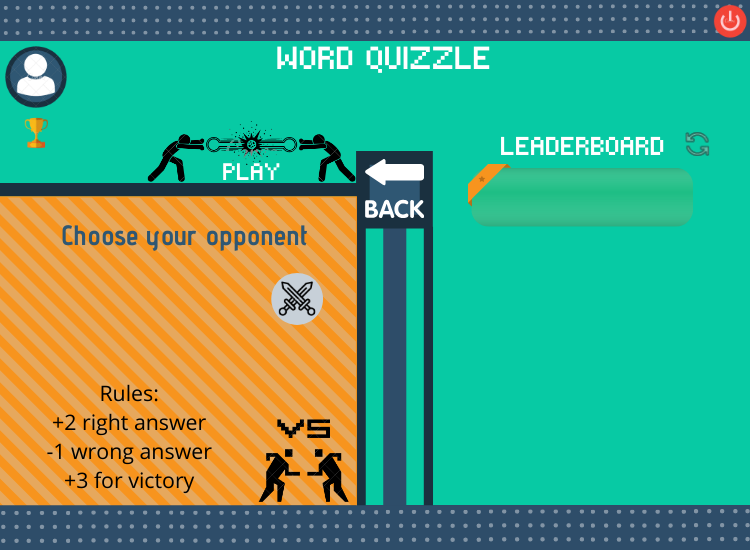 WORD QUIZZLE
LEADERBOARD
PLAY
BACK
Choose your opponent
Rules:
+2 right answer
-1 wrong answer
+3 for victory
VS